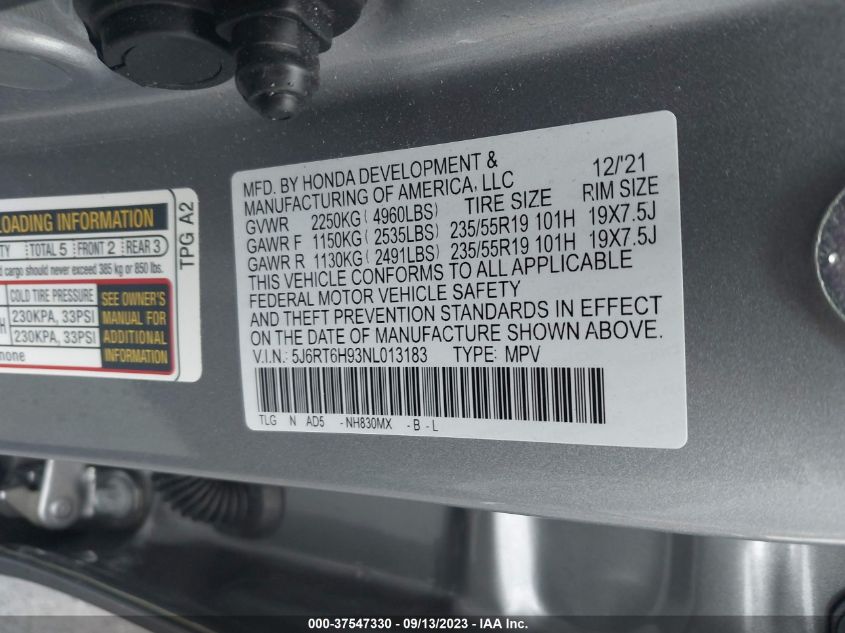 LOADING INFORMATION
TPG A2
TOTAL 5 FRONT 2 REAR 3
cargo should never exceed 385 kg or 850 lbs.
COLD TIRE PRESSURE
230KPA, 33PSI
230KPA, 33PSI
SEE OWNER'S
MANUAL FOR
ADDITIONAL
INFORMATION
MFD. BY HONDA DEVELOPMENT & 12/'21
MANUFACTURING OF AMERICA, LLC
GVWR 2250KG( 4960LBS) TIRE SIZE RIM SIZE
GAWR F 1150KG( 2535LBS) 235/55R19 101H 19X7.5J
GAWR R 1130KG( 2491LBS) 235/55R19 101H 19X7.5J
THIS VEHICLE CONFORMS TO ALL APPLICABLE
FEDERAL MOTOR VEHICLE SAFETY
AND THEFT PREVENTION STANDARDS IN EFFECT
ON THE DATE OF MANUFACTURE SHOWN ABOVE.
V.I.N.: 5J6RT6H93NL013183 TYPE: MPV
TLG N AD5 -NH830MX -B -L
000-37547330 - 09/13/2023 - IAA Inc.